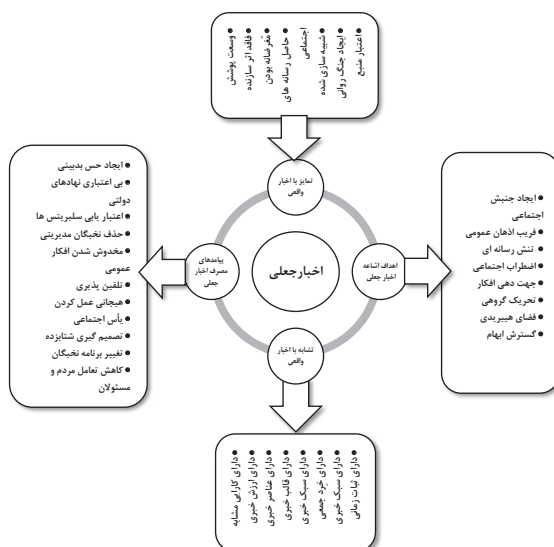 اعتبار منبع
ایجاد جنگ روانی
شبیه سازی شده
حاصل رسانه های
اجتماعی
مُغرضانه بودن
فاقد اثر سازنده
وسعت پوشش
تمایز با اخبار
واقعی
ایجاد جنبش
اجتماعی
فریب اذهان عمومی
تنش رسانه ای
اضطراب اجتماعی
جهت دهی افکار
تحریک گروهی
فضای هیبریدی
گسترش ابهام
اهداف اشاعه
اخبار جعلی
اخبارجعلی
پیامدهای
مصرف اخبار
جعلی
ایجاد حس بدبینی
بی اعتباری نهادهای
دولتی
اعتبار یابی سلبریتس ها
حذف نخبگان مدیریتی
مخدوش شدن افکار
عمومی
تلقین پذیری
هیجانی عمل کردن
یأس اجتماعی
تصمیم گیری شتابزده
تغییر برنامه نخبگان
کاهش تعامل مردم و
مسئولان
تشابه با اخبار
واقعی
دارای ثبات زمانی
دارای سبک خبری
دارای خِرد جمعی
دارای سبک خبری
دارای قالب خبری
دارای عناصر خبری
دارای ارزش خبری
دارای کارایی مشابه